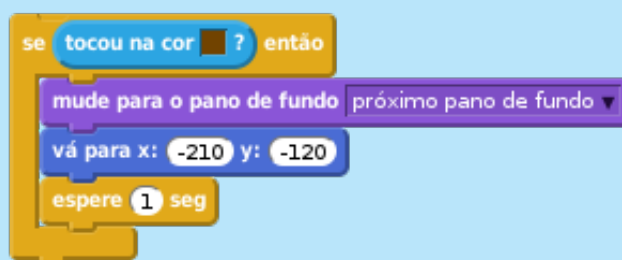 se tocou na cor ? então
mude para o pano de fundo próximo pano de fundo
vá para x: -210 y: -120
espere 1 seg